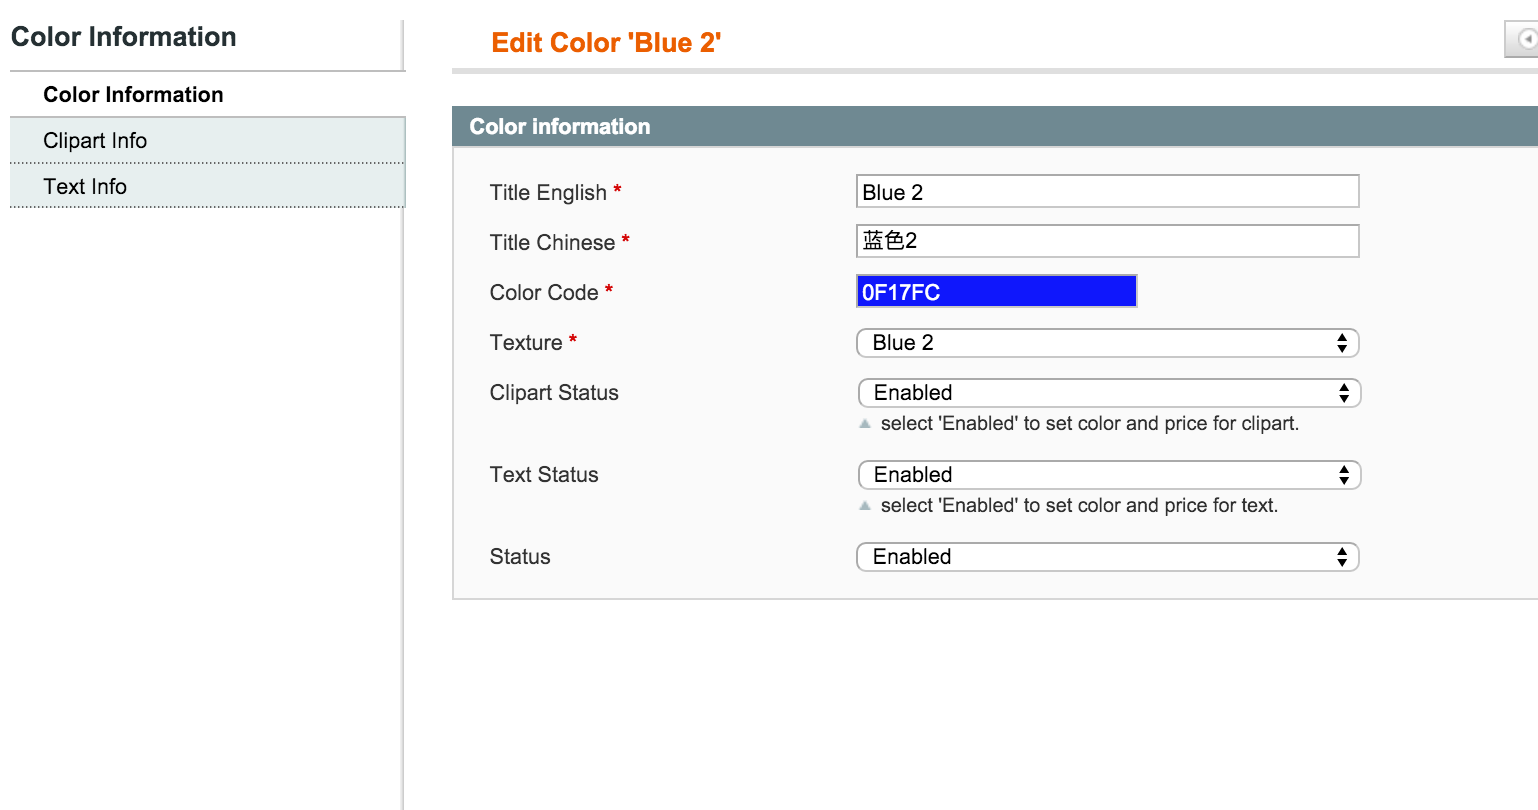 Color Information
Color Information
Clipart Info
Text Info
Edit Color 'Blue 2'
Color information
Title English *
Blue 2
Title Chinese *
蓝色2
Color Code *
0F17FC
Texture *
Blue 2
Clipart Status
Enabled
select 'Enabled' to set color and price for clipart.
Text Status
Enabled
select 'Enabled' to set color and price for text.
Status
Enabled